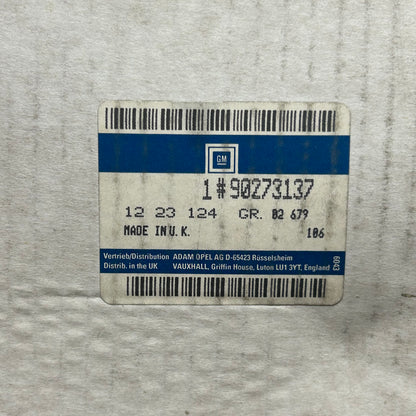 GM
1#90273137
12 23 124 GR. 02 679
MADE IN U.K. 106
Vertrieb/Distribution ADAM OPEL AG D-65423 Rüsselsheim
Distrib. in the UK VAUXHALL, Griffin House, Luton LU1 3YT, England
6043